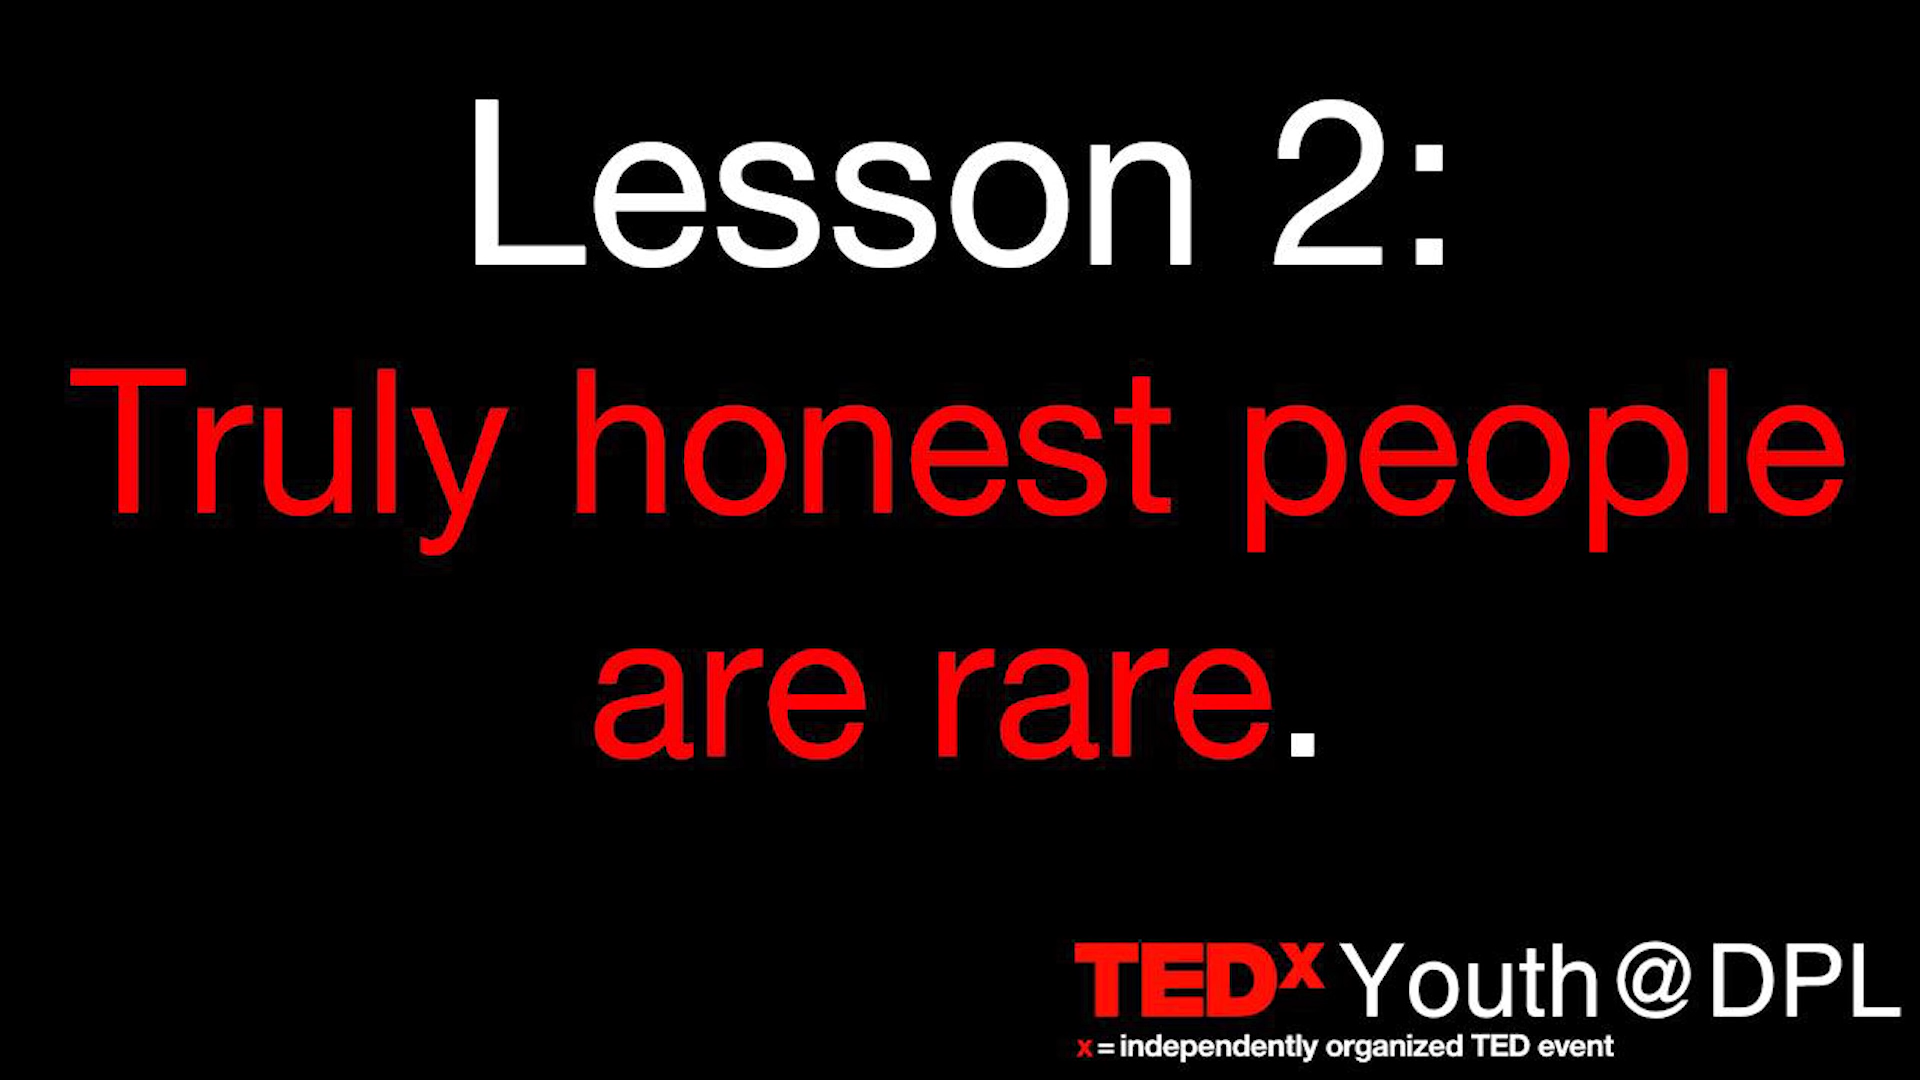 Lesson 2:
Truly honest people
are rare.
TEDx Youth@DPL
x = independently organized TED event